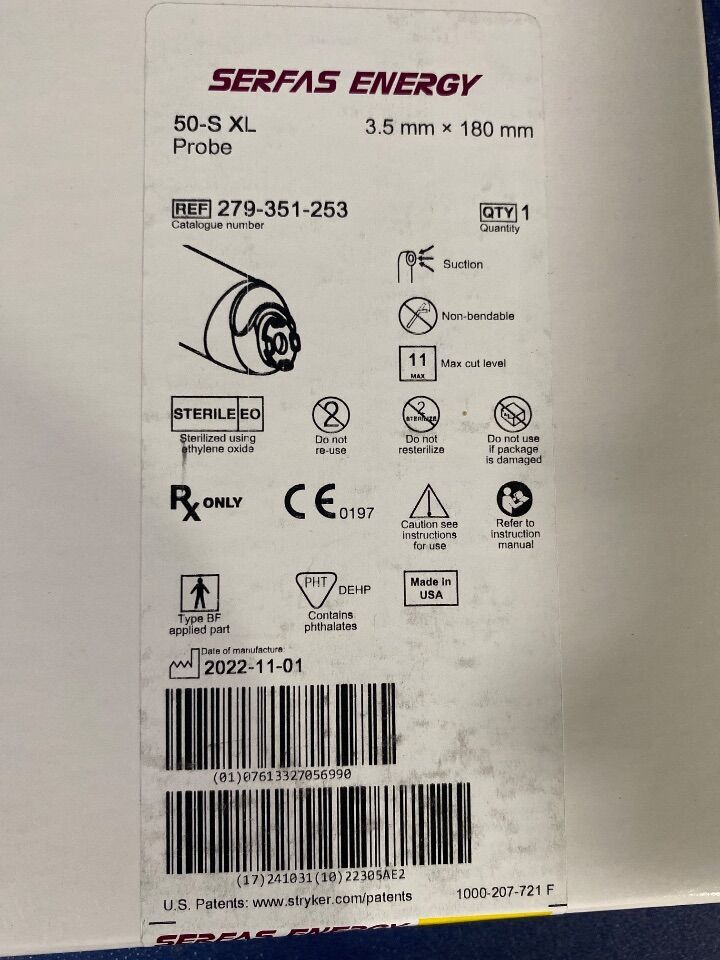 SERFAS ENERGY
50-S XL
Probe
3.5 mm × 180 mm
REF 279-351-253
Catalogue number
QTY 1
Quantity
Suction
Non-bendable
11
MAX
Max cut level
STERILE EO
Sterilized using
ethylene oxide
2
Do not
re-use
2
STERILIZE
Do not
resterilize
Do not use
if package
is damaged
Rx ONLY
CE 0197
Caution see
instructions
for use
Refer to
instruction
manual
Type BF
applied part
PHT DEHP
Contains
phthalates
Made in
USA
Date of manufacture:
2022-11-01
(01)07613327056990
(17)241031(10)22305AE2
U.S. Patents: www.stryker.com/patents
1000-207-721 F
SERFAS ENERGY